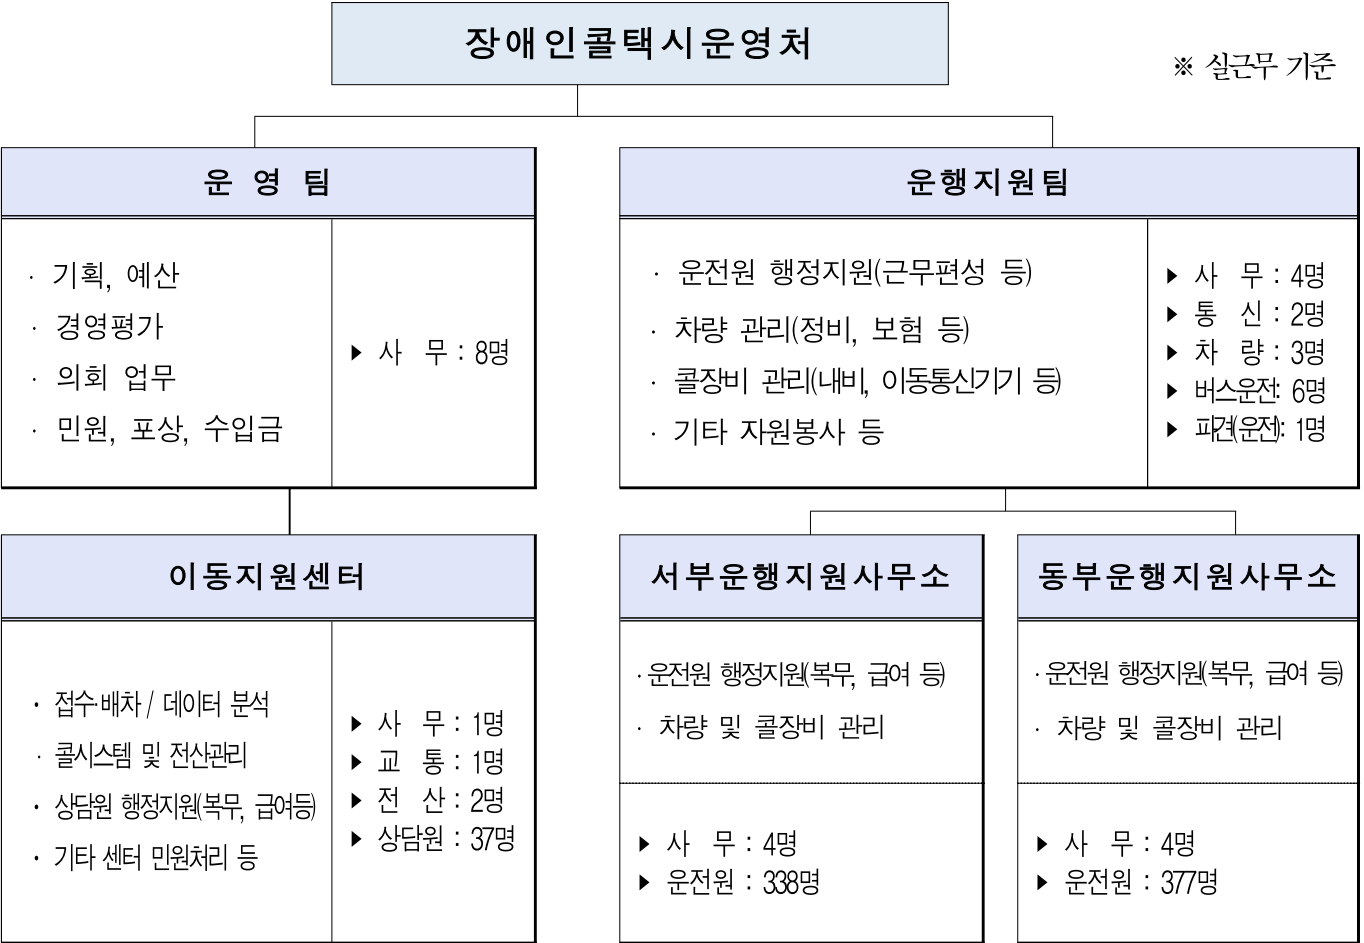 장애인콜택시운영처
※ 실근무 기준
운 영 팀
· 기획, 예산
· 경영평가
· 의회 업무
· 민원, 포상, 수입금
▶ 사 무 : 8명
운행지원팀
· 운전원 행정지원(근무편성 등)
· 차량 관리(정비, 보험 등)
· 콜장비 관리(내비, 이동통신기기 등)
· 기타 자원봉사 등
▶ 사 무 : 4명
▶ 통 신 : 2명
▶ 차 량 : 3명
▶ 버스운전: 6명
▶ 파견(운전): 1명
이동지원센터
· 접수·배차 / 데이터 분석
· 콜시스템 및 전산관리
· 상담원 행정지원(복무, 급여등)
· 기타 센터 민원처리 등
▶ 사 무 : 1명
▶ 교 통 : 1명
▶ 전 산 : 2명
▶ 상담원 : 37명
서부운행지원사무소
· 운전원 행정지원(복무, 급여 등)
· 차량 및 콜장비 관리
▶ 사 무 : 4명
▶ 운전원 : 338명
동부운행지원사무소
· 운전원 행정지원(복무, 급여 등)
· 차량 및 콜장비 관리
▶ 사 무 : 4명
▶ 운전원 : 377명